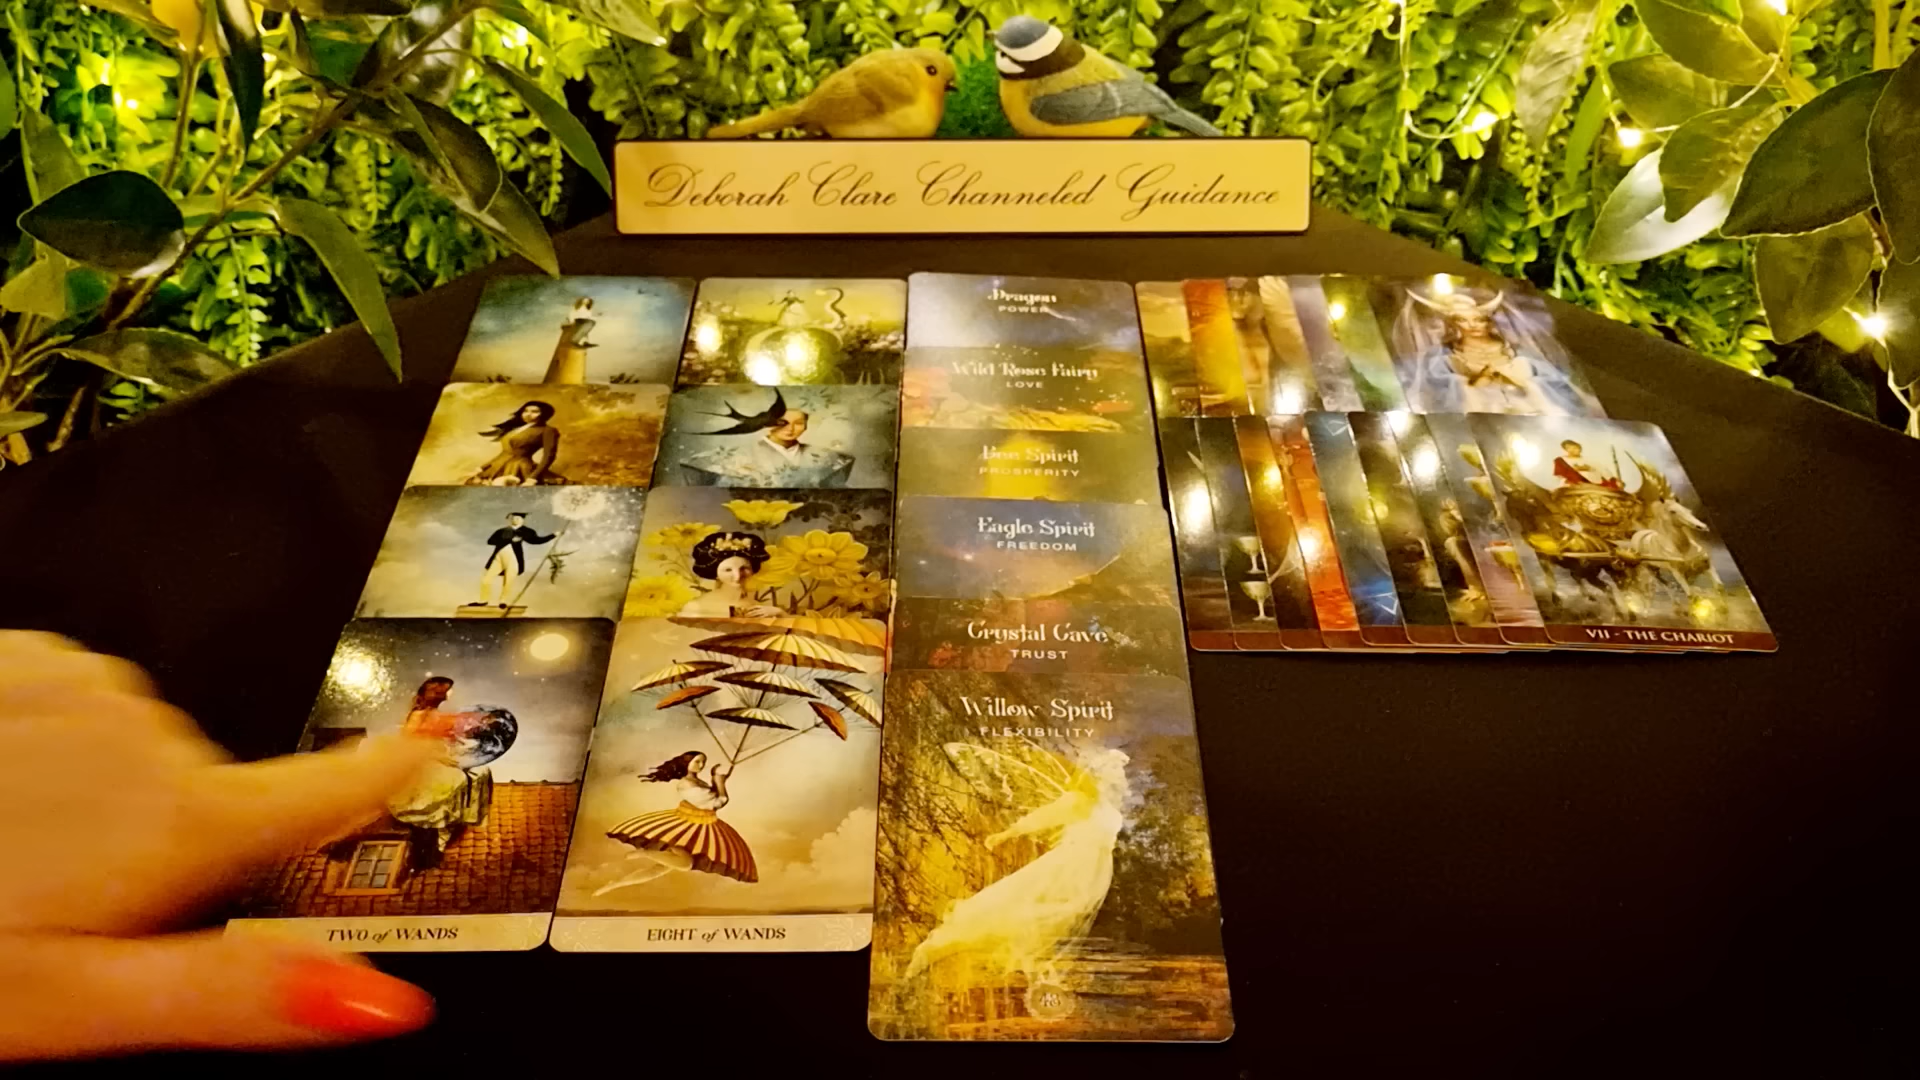 Deborah Clare Channeled Guidance
Dragon
POWER
Wild Rose Fairy
LOVE
Bee Spirit
PROSPERITY
Eagle Spirit
FREEDOM
Crystal Cave
TRUST
Willow Spirit
FLEXIBILITY
48
VII - THE CHARIOT
TWO of WANDS
EIGHT of WANDS